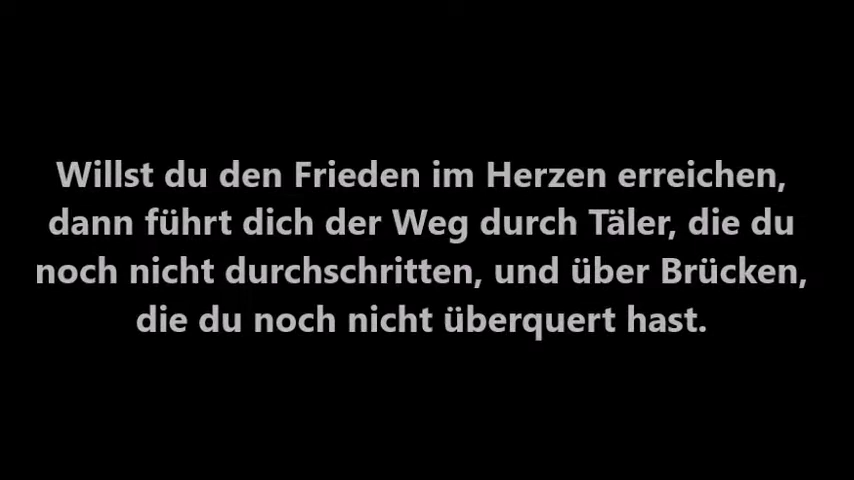 Willst du den Frieden im Herzen erreichen,
dann führt dich der Weg durch Täler, die du
noch nicht durchschritten, und über Brücken,
die du noch nicht überquert hast.